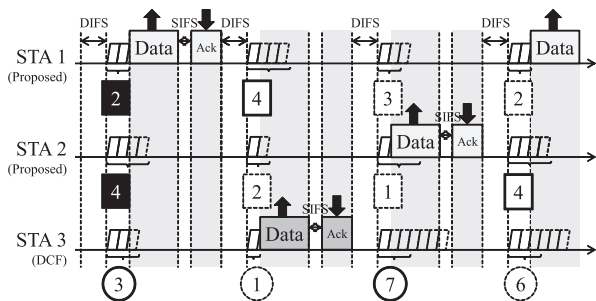 DIFS SIFS DIFS DIFS DIFS
STA 1 Data Ack Data
(Proposed)
2 4 3 2
SIFS
STA 2 Data Ack
(Proposed)
4 2 1 4
SIFS
STA 3 Data Ack
(DCF)
3 1 7 6